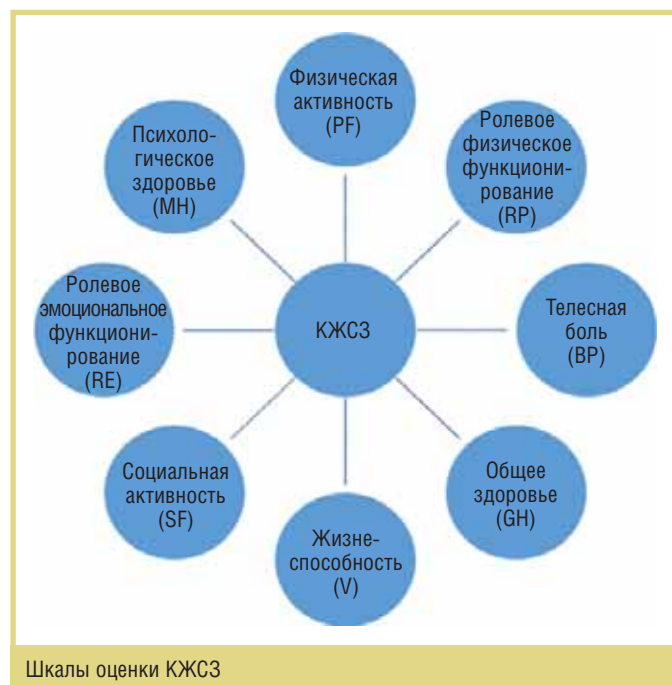 Физическая
активность
(PF)
Ролевое
физическое
функциони-
рование
(RP)
Телесная
боль
(BP)
Общее
здоровье
(GH)
Жизне-
способность
(V)
Социальная
активность
(SF)
Ролевое
эмоциональное
функциони-
рование
(RE)
Психоло-
гическое
здоровье
(MH)
КЖСЗ
Шкалы оценки КЖСЗ